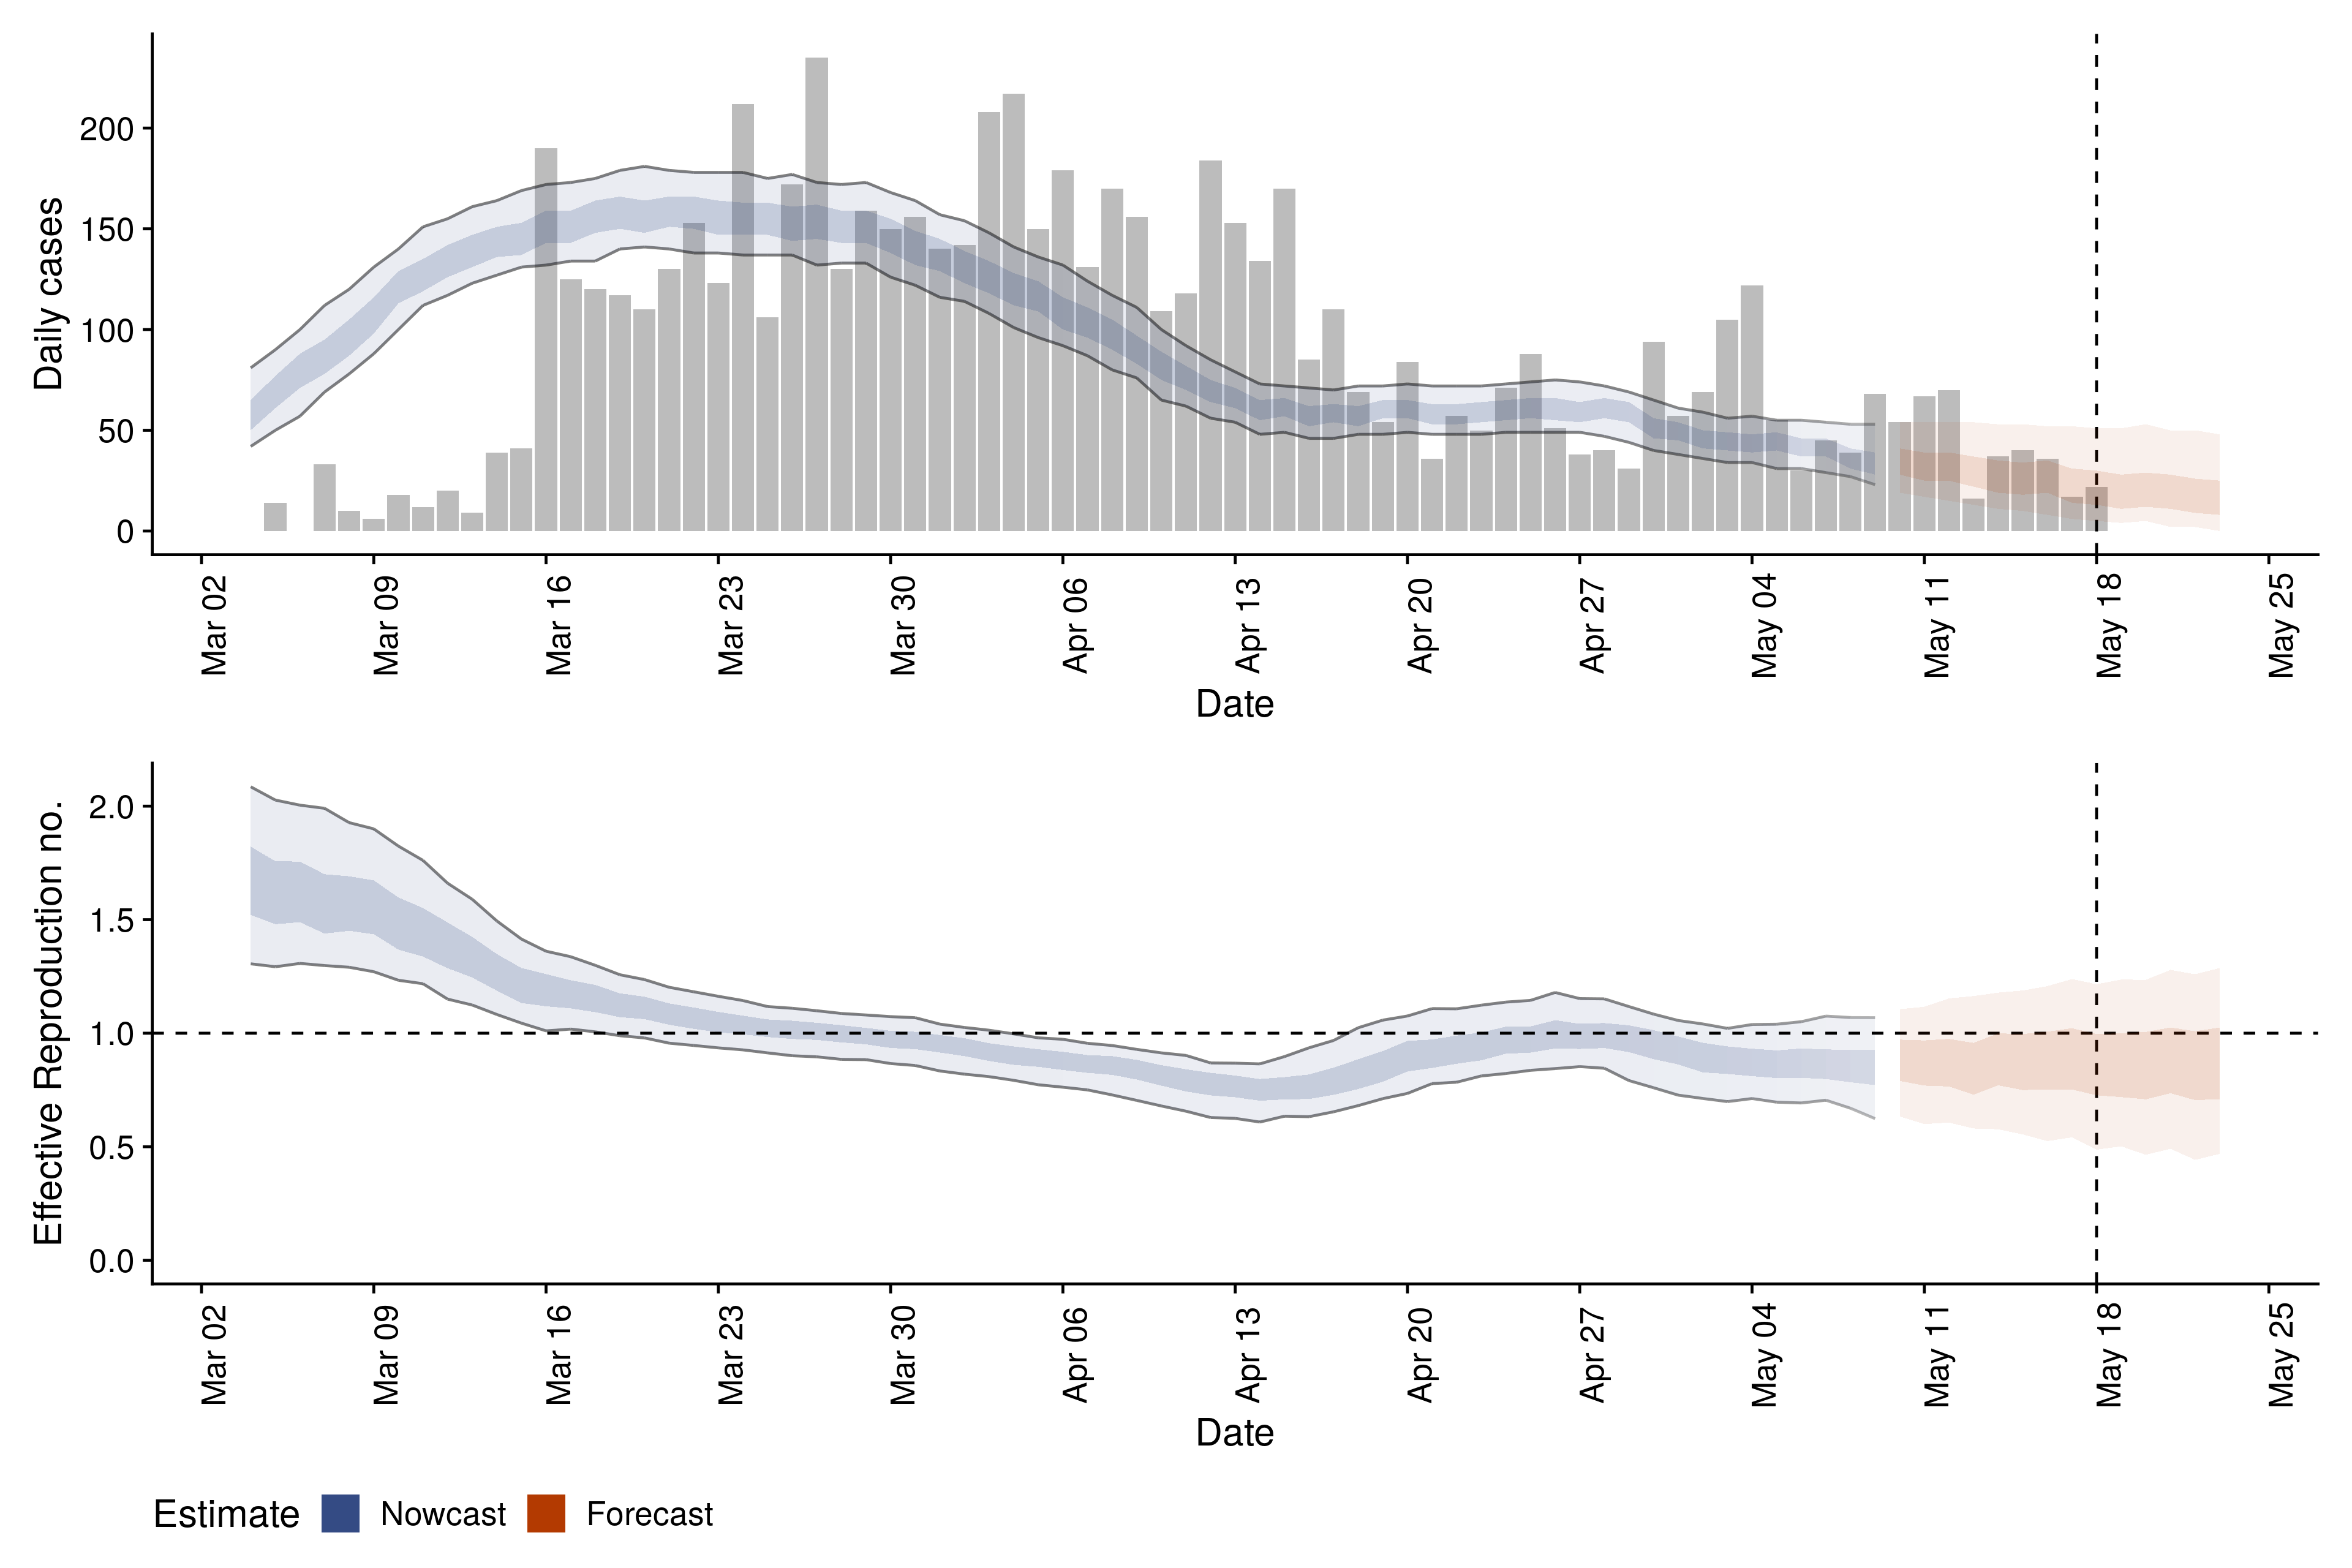 Daily cases
200
150
100
50
0
Mar 02
Mar 09
Mar 16
Mar 23
Mar 30
Apr 06
Apr 13
Apr 20
Apr 27
May 04
May 11
May 18
May 25
Date
Effective Reproduction no.
2.0
1.5
1.0
0.5
0.0
Mar 02
Mar 09
Mar 16
Mar 23
Mar 30
Apr 06
Apr 13
Apr 20
Apr 27
May 04
May 11
May 18
May 25
Date
Estimate Nowcast Forecast